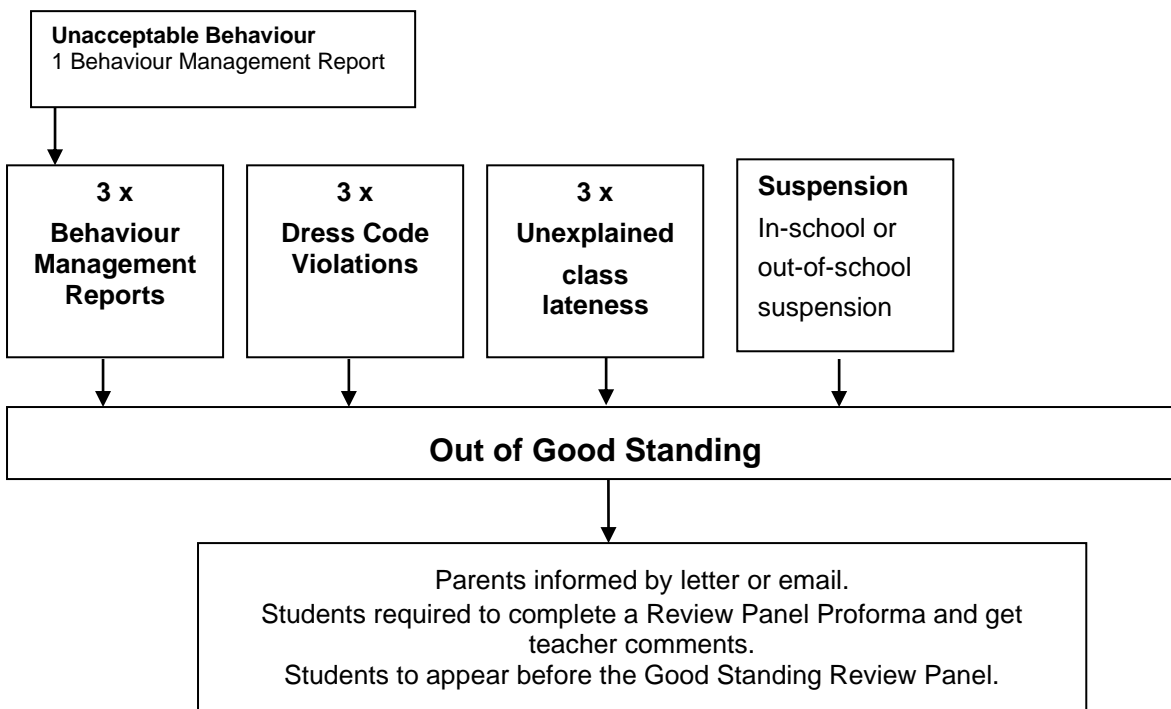 Unacceptable Behaviour
1 Behaviour Management Report
3 x
Behaviour
Management
Reports
3 x
Dress Code
Violations
3 x
Unexplained
class
lateness
Suspension
In-school or
out-of-school
suspension
Out of Good Standing
Parents informed by letter or email.
Students required to complete a Review Panel Proforma and get
teacher comments.
Students to appear before the Good Standing Review Panel.